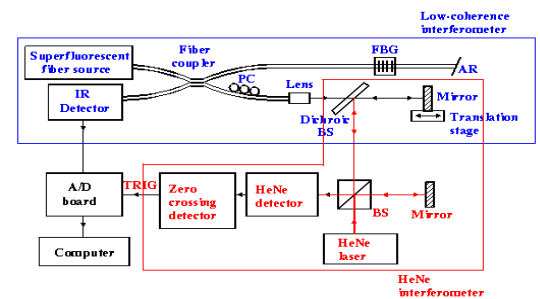 Low-coherence
interferometer
Superfluorescent
fiber source
Fiber
coupler
FBG
AR
IR
Detector
PC
Lens
Mirror
Dichroic
BS
Translation
stage
A/D
board
TRIG
Zero
crossing
detector
HeNe
detector
BS
Mirror
Computer
HeNe
laser
HeNe
interferometer